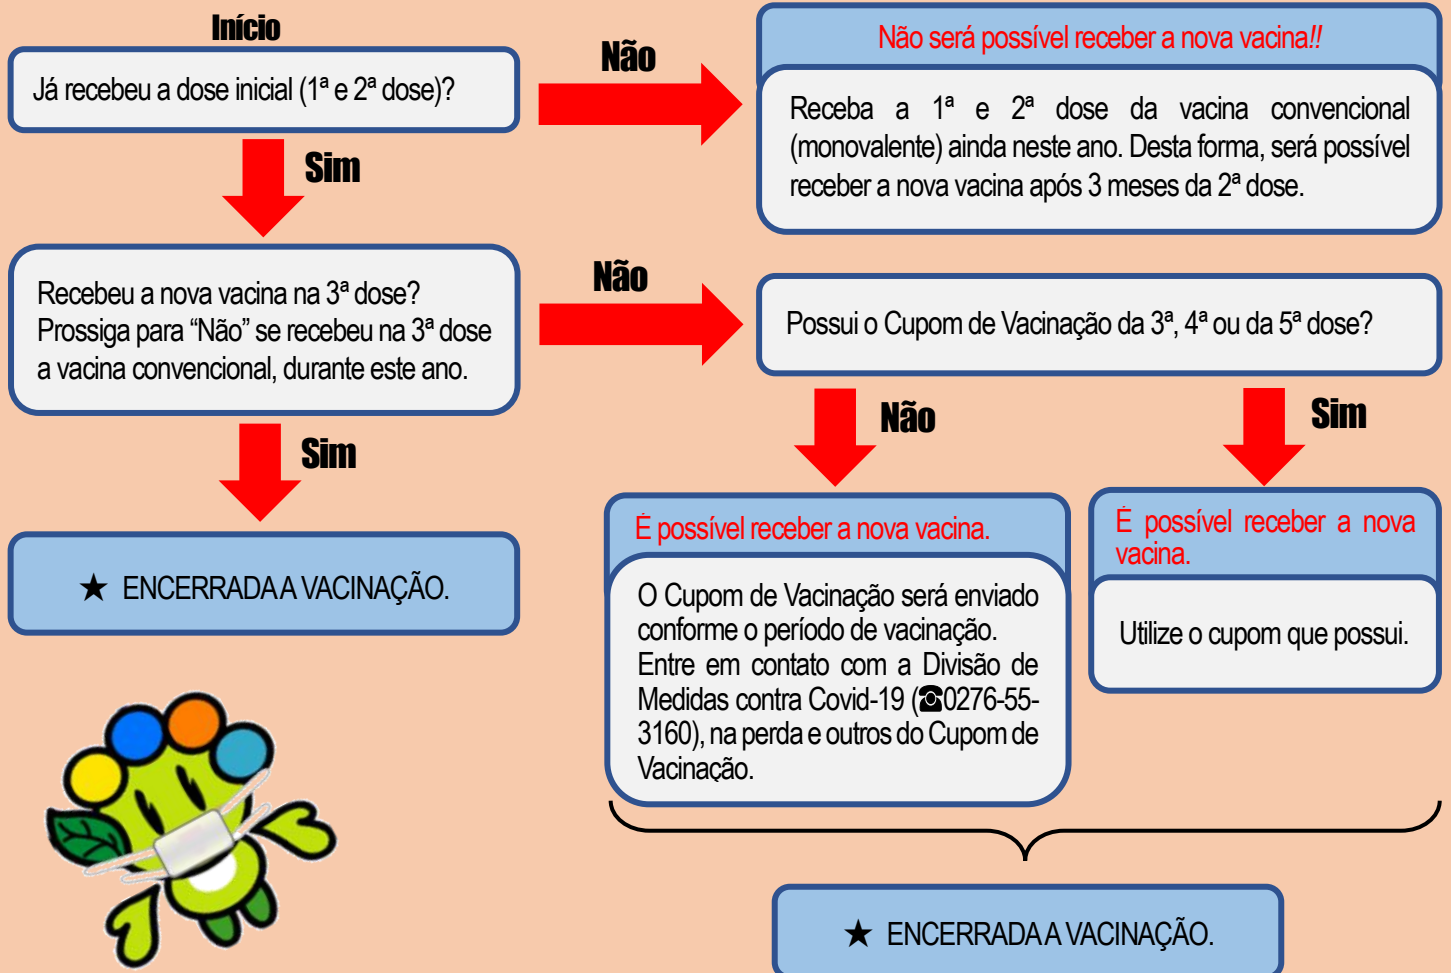 Início
Já recebeu a dose inicial (1ª e 2ª dose)?
Não
Não será possível receber a nova vacina!!
Receba a 1ª e 2ª dose da vacina convencional
(monovalente) ainda neste ano. Desta forma, será possível
receber a nova vacina após 3 meses da 2ª dose.
Sim
Recebeu a nova vacina na 3ª dose?
Prossiga para “Não” se recebeu na 3ª dose
a vacina convencional, durante este ano.
Não
Possui o Cupom de Vacinação da 3ª, 4ª ou da 5ª dose?
Sim
★ ENCERRADA A VACINAÇÃO.
Não
É possível receber a nova vacina.
O Cupom de Vacinação será enviado
conforme o período de vacinação.
Entre em contato com a Divisão de
Medidas contra Covid-19 (☎0276-55-
3160), na perda e outros do Cupom de
Vacinação.
Sim
É possível receber a nova
vacina.
Utilize o cupom que possui.
★ ENCERRADA A VACINAÇÃO.